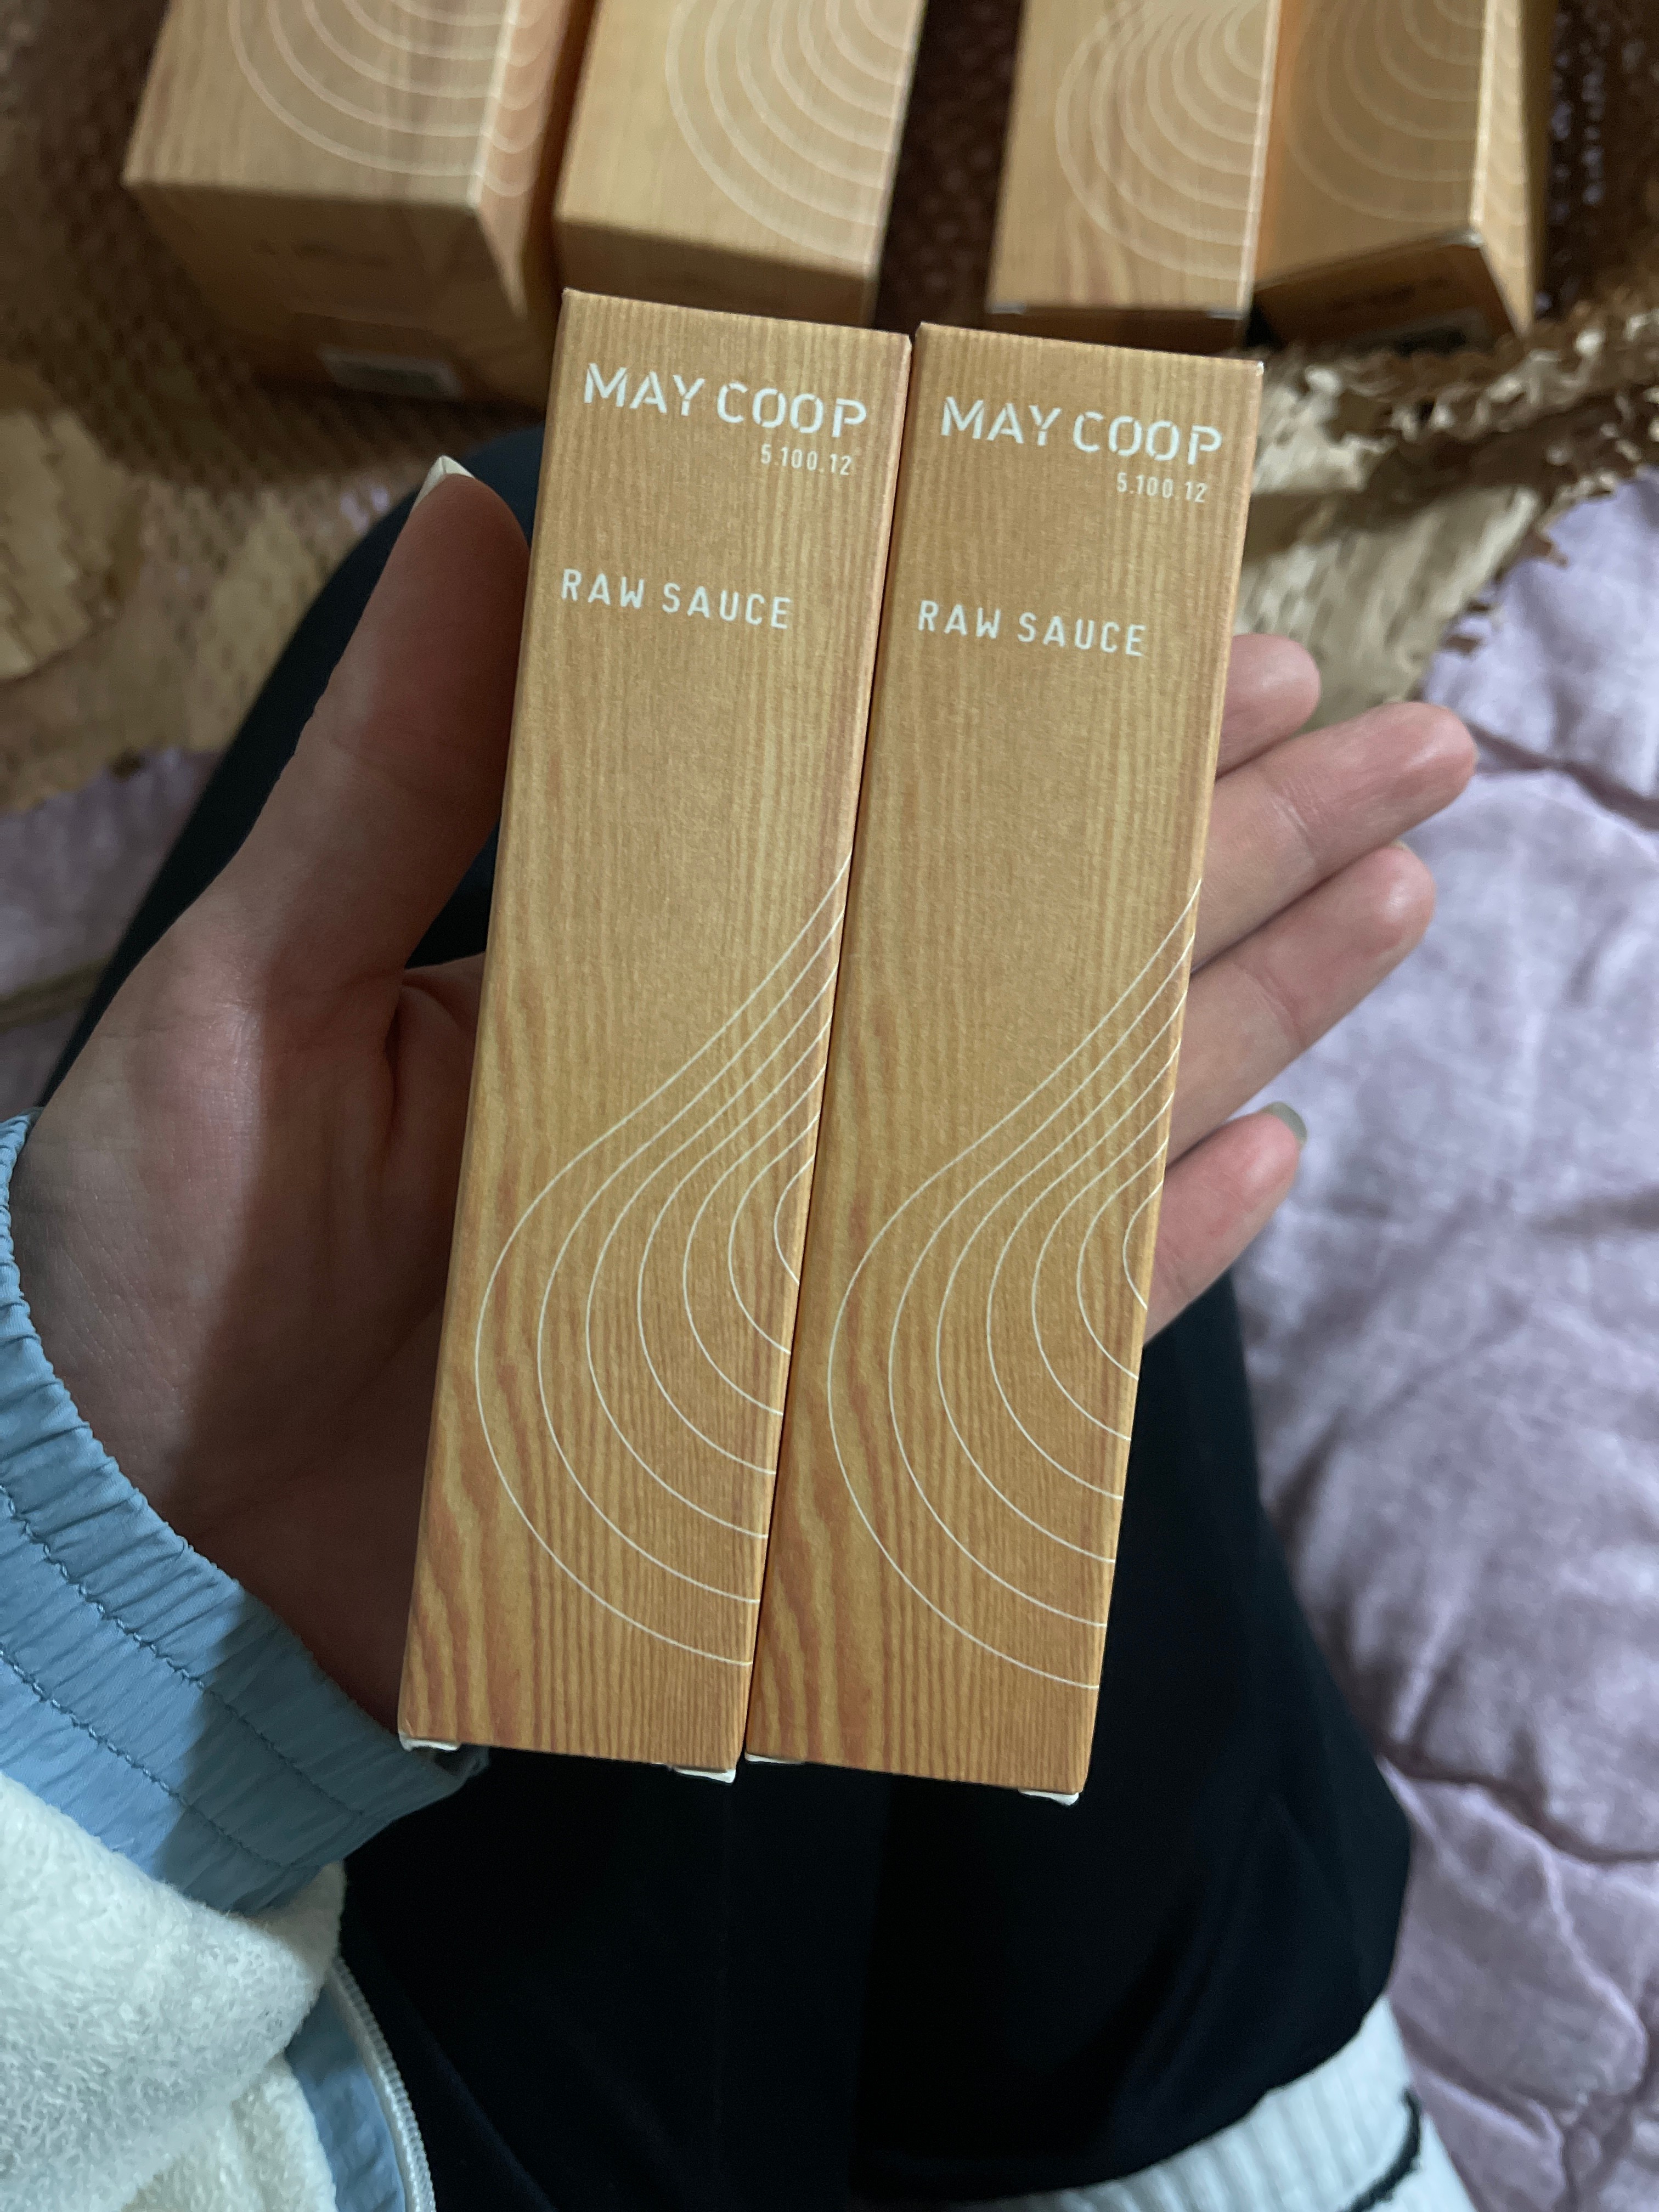 MAY COOP
5.100.12
RAW SAUCE
MAY COOP
5.100.12
RAW SAUCE